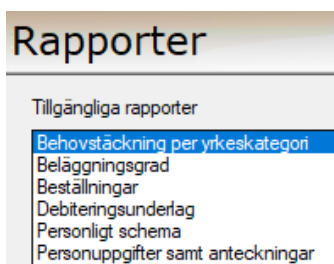 Rapporter
Tillgängliga rapporter
Behovstäckning per yrkeskategori
Beläggningsgrad
Beställningar
Debiteringsunderlag
Personligt schema
Personuppgifter samt anteckningar